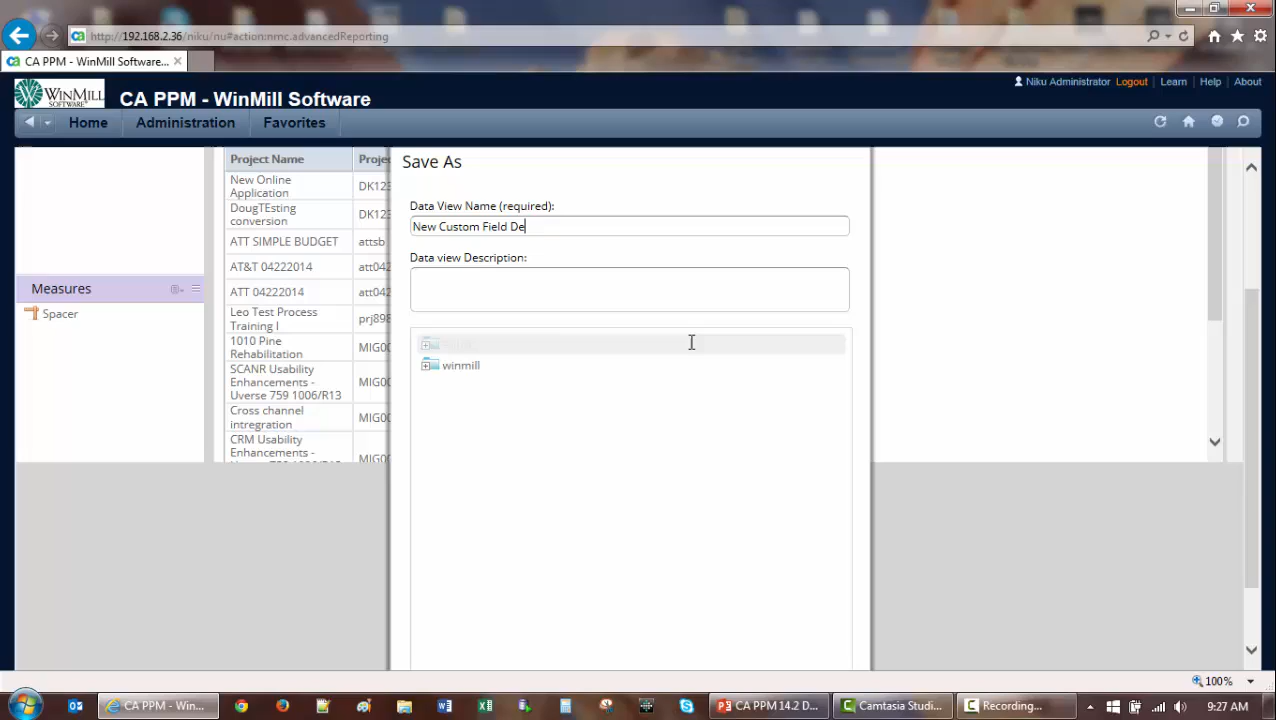 http://192.168.2.36/niku/nu#action:nmc.advancedReporting
CA PPM - WinMill Software...
WINMILL SOFTWARE
CA PPM - WinMill Software
Niku Administrator Logout Learn Help About
Home Administration Favorites
Project Name Projec
New Online
Application
DK123
DougTEsting
conversion
DK123
ATT SIMPLE BUDGET attsb
AT&T 04222014 att042
ATT 04222014 att042
Leo Test Process
Training I
prj898
1010 Pine
Rehabilitation
MIG00
SCANR Usability
Enhancements -
Uverse 759 1006/R13
MIG00
Cross channel
intregration
MIG00
CRM Usability
Enhancements -
MIG00
Measures
Spacer
Save As
Data View Name (required):
New Custom Field De
Data view Description:
winmill
100%
CA PPM - Win...
CA PPM 14.2 D...
Camtasia Studi...
Recording...
9:27 AM